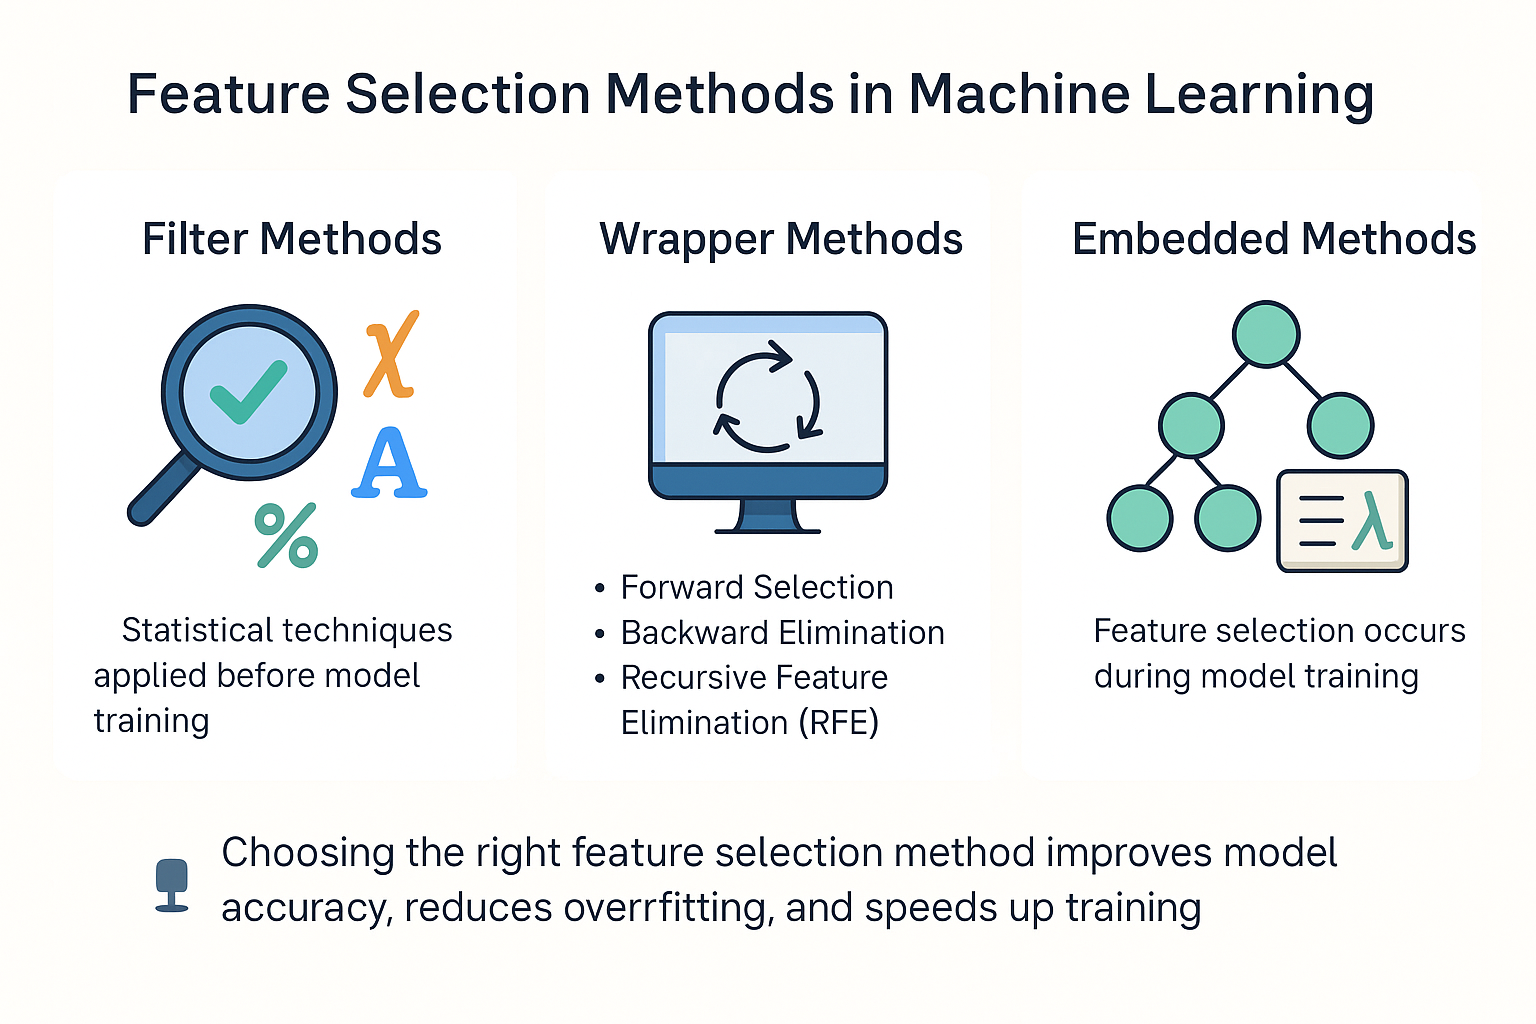 Feature Selection Methods in Machine Learning
Filter Methods
χ
A
%
Statistical techniques
applied before model
training
Wrapper Methods
• Forward Selection
• Backward Elimination
• Recursive Feature
Elimination (RFE)
Embedded Methods
λ
Feature selection occurs
during model training
Choosing the right feature selection method improves model
accuracy, reduces overrfitting, and speeds up training